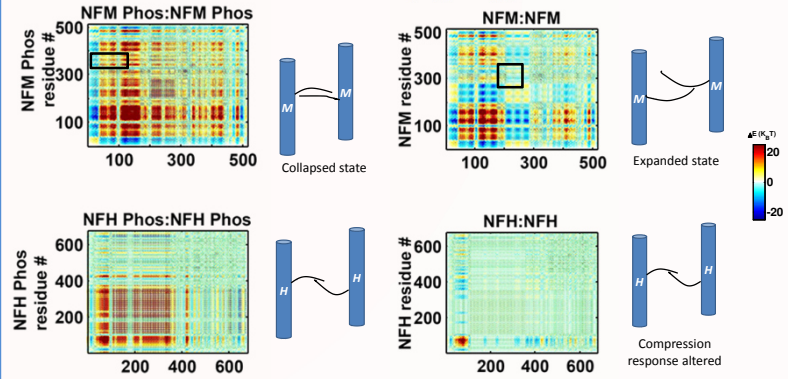 NFM Phos:NFM Phos
NFM Phos
residue #
500
300
100
100 300 500
M
M
Collapsed state
NFM:NFM
NFM residue #
500
300
100
100 200 300 400 500
M
M
Expanded state
ΔE (K_BT)
20
0
-20
NFH Phos:NFH Phos
NFH Phos
residue #
600
400
200
200 400 600
H
H
NFH:NFH
NFH residue #
600
400
200
200 400 600
H
H
Compression
response altered